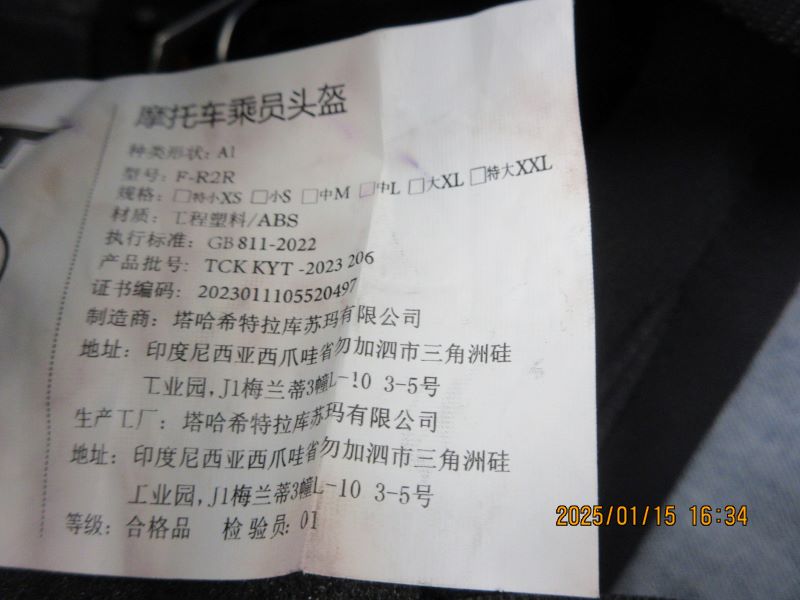 摩托车乘员头盔
种类形状: A1
型号: F-R2R
规格: □特小XS □小S □中M □中L □大XL □特大XXL
材质: 工程塑料/ABS
执行标准: GB 811-2022
产品批号: TCK KYT -2023 206
证书编码: 2023011105520497
制造商: 塔哈希特拉库苏玛有限公司
地址: 印度尼西亚西爪哇省勿加泗市三角洲硅
工业园,J1梅兰蒂3幢L-10 3-5号
生产工厂: 塔哈希特拉库苏玛有限公司
地址: 印度尼西亚西爪哇省勿加泗市三角洲硅
工业园,J1梅兰蒂3幢L-10 3-5号
等级: 合格品 检验员: 01
2025/01/15 16:34